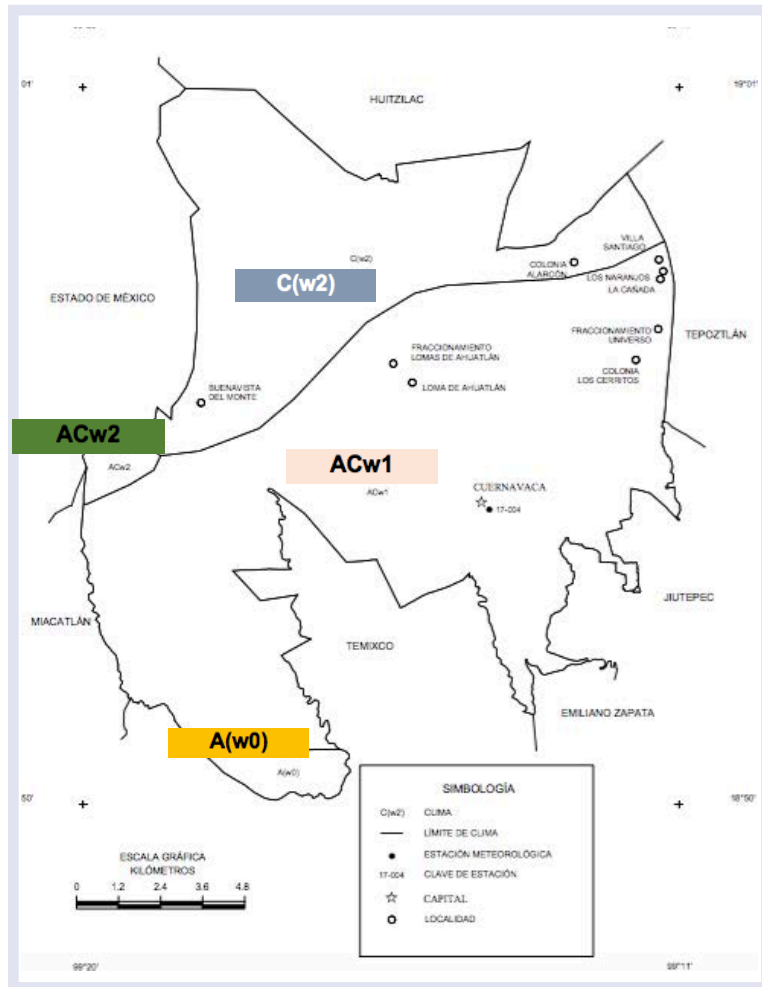 01'
19°01'
HUITZILAC
VILLA
SANTIAGO
C(w2)
COLONIA
ALARCÓN
LOS NARANJOS
LA CAÑADA
C(w2)
ESTADO DE MÉXICO
FRACCIONAMIENTO
UNIVERSO
TEPOZTLÁN
FRACCIONAMIENTO
LOMAS DE AHUATLÁN
COLONIA
LOS CERRITOS
BUENAVISTA
DEL MONTE
LOMA DE AHUATLÁN
ACw2
ACw2
ACw1
ACw1
CUERNAVACA
17-004
JIUTEPEC
MIACATLÁN
TEMIXCO
EMILIANO ZAPATA
A(w0)
A(w0)
SIMBOLOGÍA
C(w2) CLIMA
LÍMITE DE CLIMA
ESTACIÓN METEOROLÓGICA
17-004 CLAVE DE ESTACIÓN
CAPITAL
LOCALIDAD
50'
18°50'
ESCALA GRÁFICA
KILÓMETROS
0 1.2 2.4 3.6 4.8
99°20'
99°11'